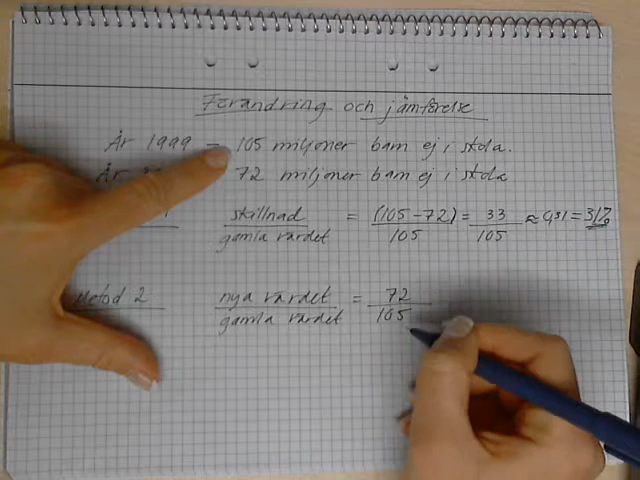 Förändring och jämförelse
År 1999 - 105 miljoner barn ej i skola.
År 72 miljoner barn ej i skola
skillnad / gamla värdet = (105-72) / 105 = 33 / 105 ≈ 0,31 = 31%
Metod 2 nya värdet / gamla värdet = 72 / 105